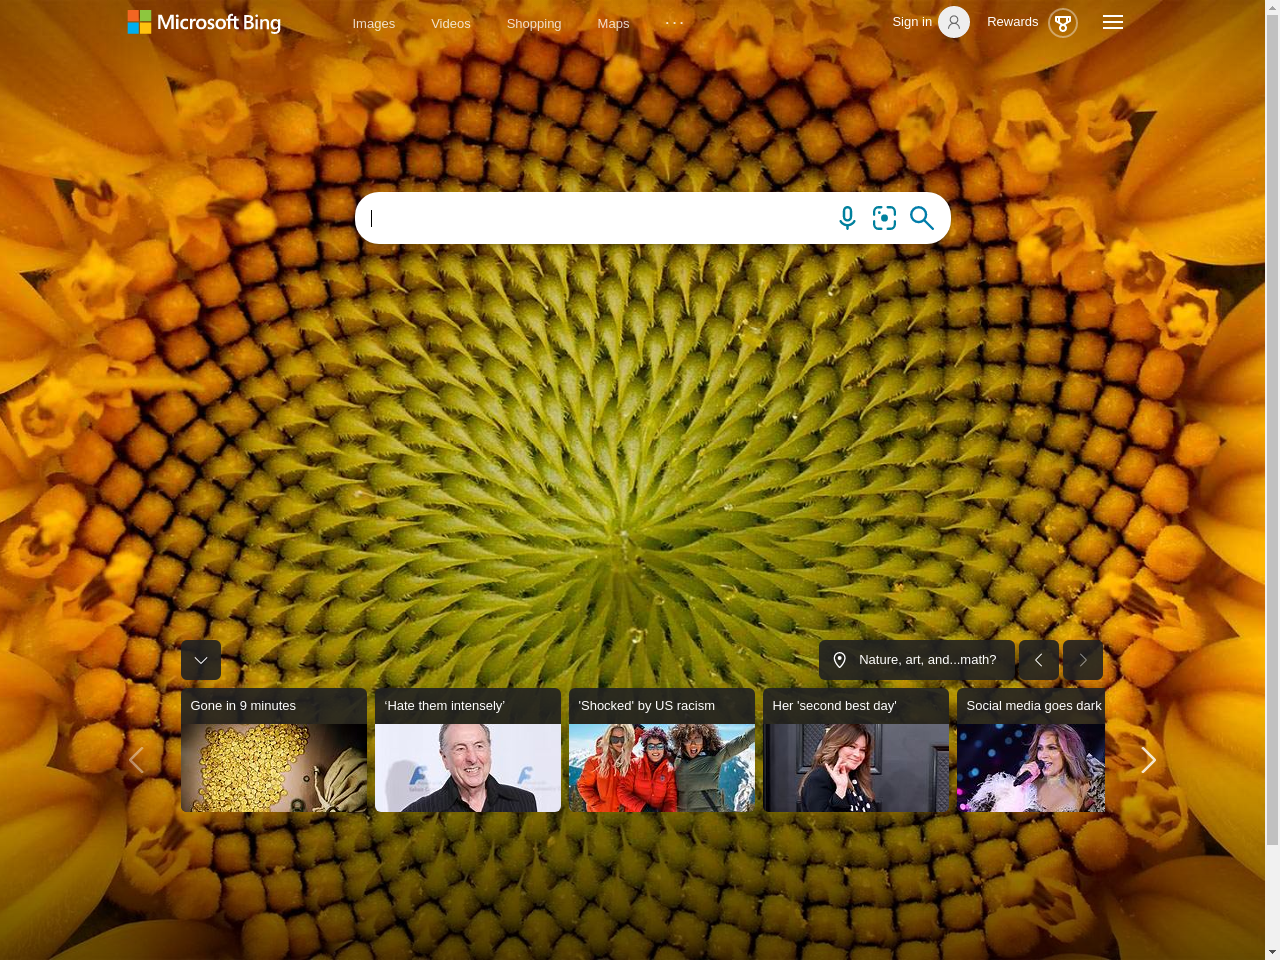 Microsoft Bing
Images
Videos
Shopping
Maps
Sign in
Rewards
Nature, art, and...math?
Gone in 9 minutes
‘Hate them intensely’
'Shocked' by US racism
Her 'second best day'
Social media goes dark